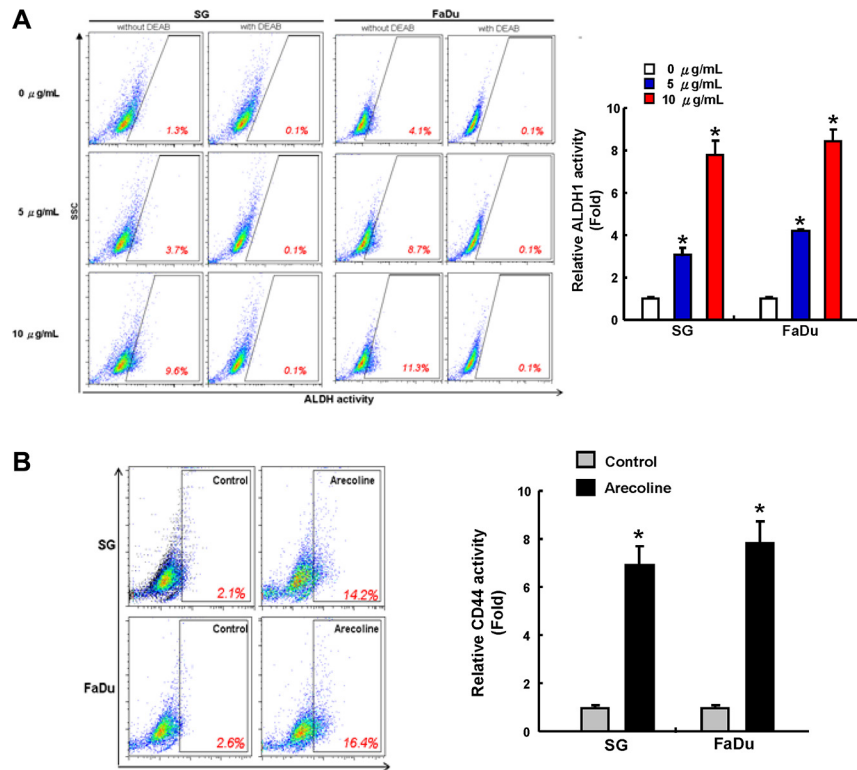 A
SG
FaDu
without DEAB
with DEAB
without DEAB
with DEAB
0 μg/mL
1.3%
0.1%
4.1%
0.1%
5 μg/mL
3.7%
0.1%
8.7%
0.1%
10 μg/mL
9.6%
0.1%
11.3%
0.1%
SSC
ALDH activity
0 μg/mL
5 μg/mL
10 μg/mL
Relative ALDH1 activity
(Fold)
10
8
6
4
2
0
* * * *
SG
FaDu
B
SG
Control
2.1%
Arecoline
14.2%
FaDu
Control
2.6%
Arecoline
16.4%
Control
Arecoline
Relative CD44 activity
(Fold)
10
8
6
4
2
0
* *
SG
FaDu